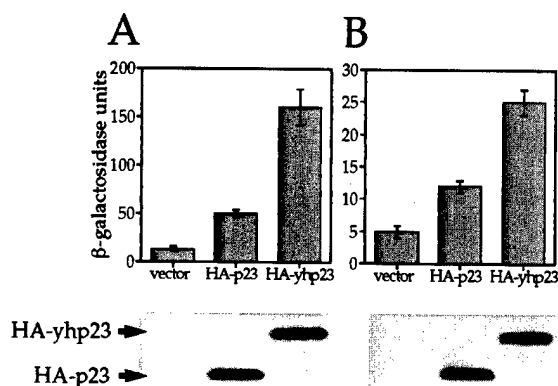 A
B
β-galactosidase units
200
150
100
50
0
vector HA-p23 HA-yhp23
30
25
20
15
10
5
0
vector HA-p23 HA-yhp23
HA-yhp23
HA-p23